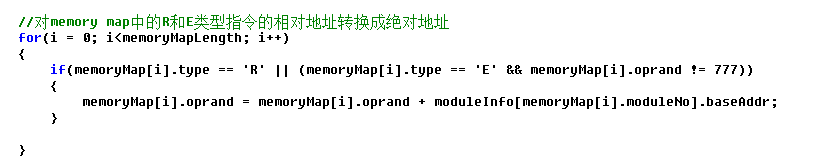 //对memory map中的R和E类型指令的相对地址转换成绝对地址
for(i = 0; i<memoryMapLength; i++)
{
if(memoryMap[i].type == 'R' || (memoryMap[i].type == 'E' && memoryMap[i].oprand != 777))
{
memoryMap[i].oprand = memoryMap[i].oprand + moduleInfo[memoryMap[i].moduleNo].baseAddr;
}
}